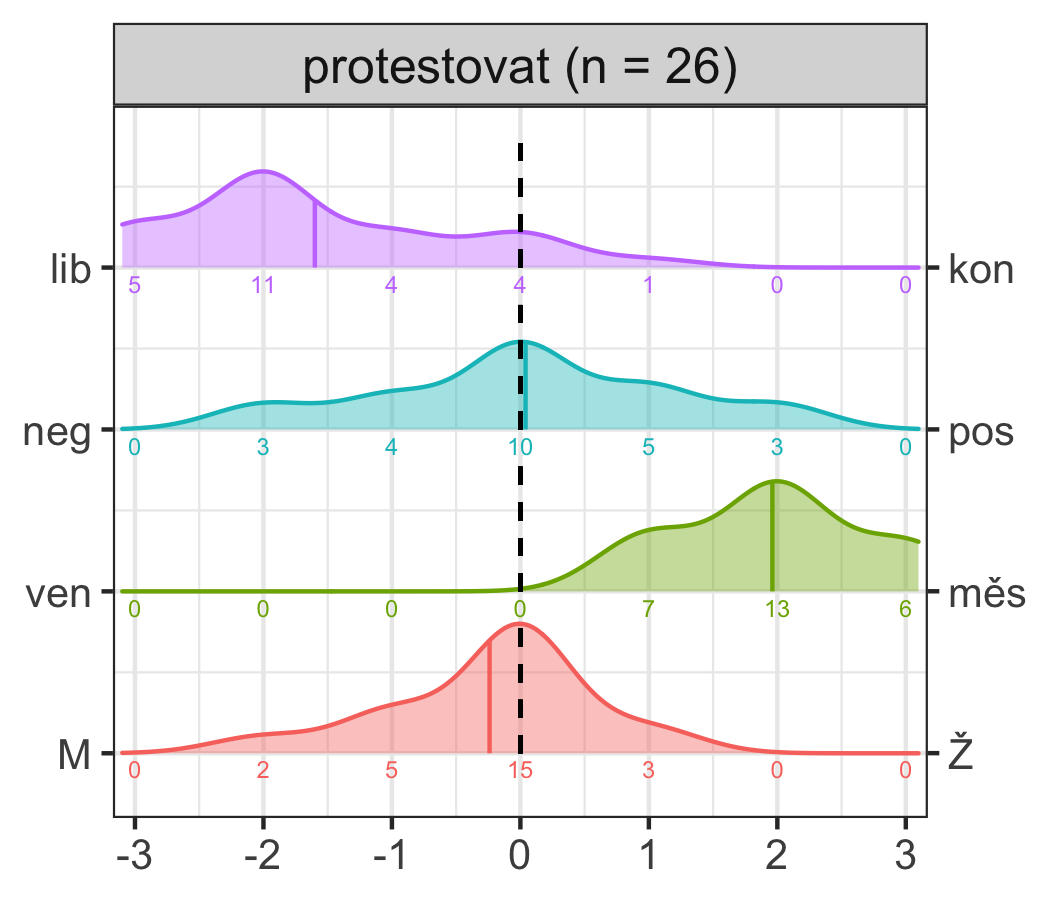 protestovat (n = 26)
lib kon
5 11 4 4 1 0 0
neg pos
0 3 4 10 5 3 0
ven měs
0 0 0 0 7 13 6
M Ž
0 2 5 15 3 0 0
-3 -2 -1 0 1 2 3